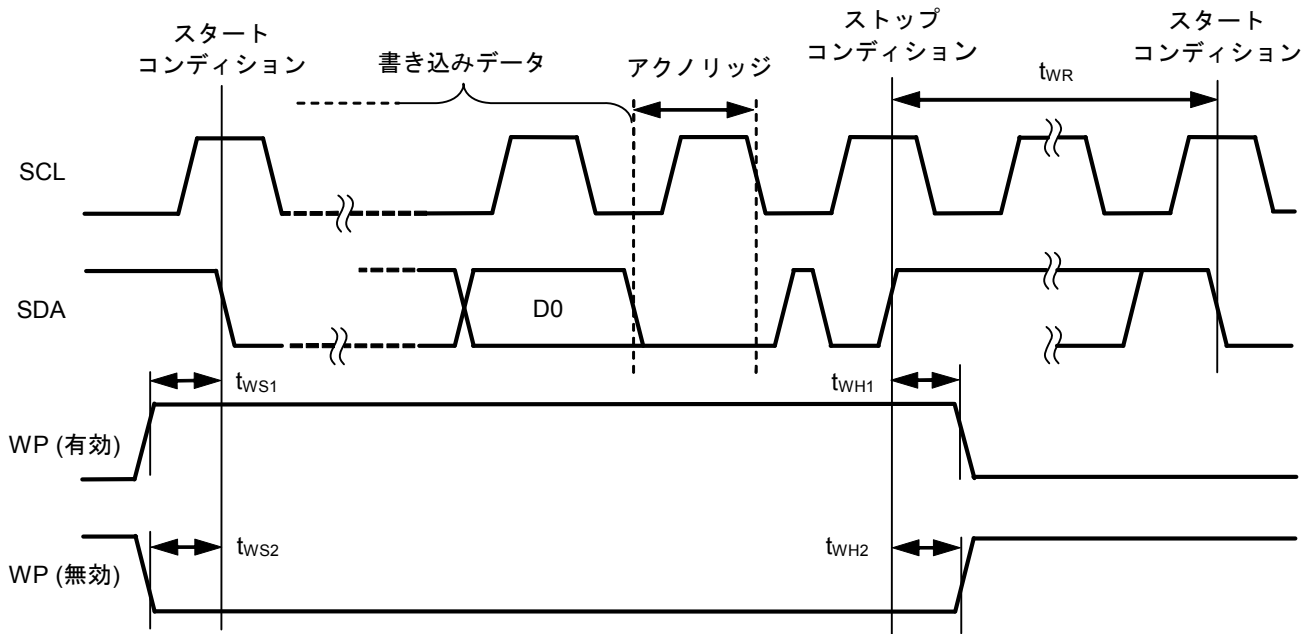 スタート
コンディション
書き込みデータ
アクノリッジ
ストップ
コンディション
tWR
スタート
コンディション
SCL
SDA
D0
tWS1
tWH1
WP (有効)
tWS2
tWH2
WP (無効)